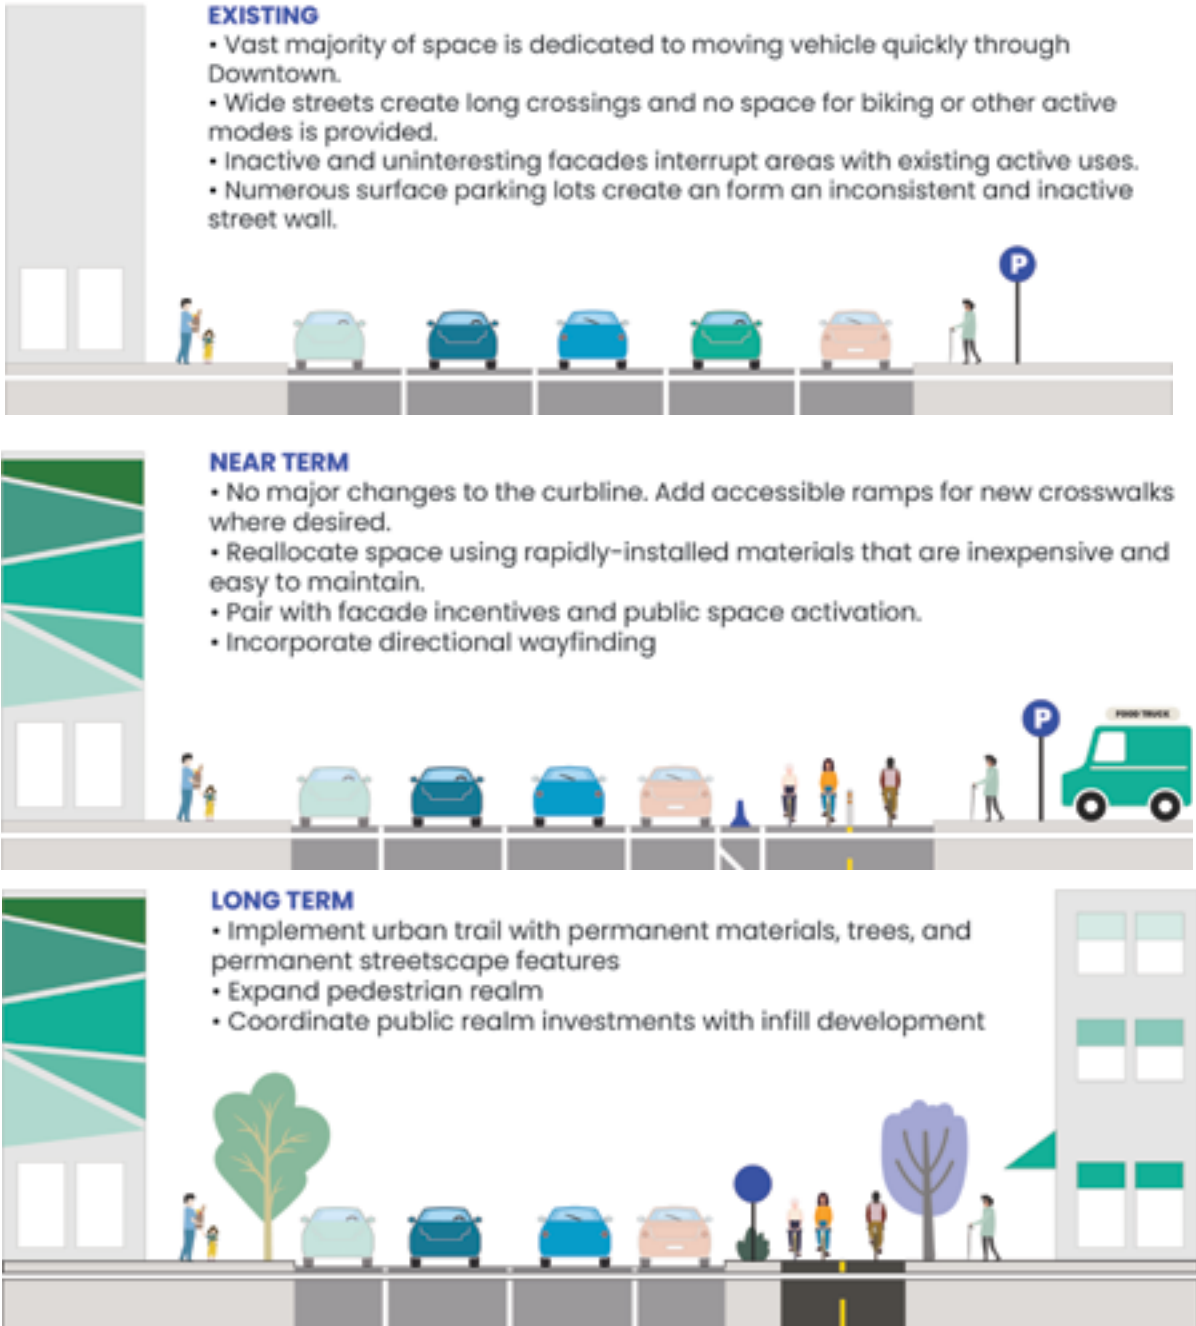 EXISTING
• Vast majority of space is dedicated to moving vehicle quickly through
Downtown.
• Wide streets create long crossings and no space for biking or other active
modes is provided.
• Inactive and uninteresting facades interrupt areas with existing active uses.
• Numerous surface parking lots create an form an inconsistent and inactive
street wall.
P
NEAR TERM
• No major changes to the curbline. Add accessible ramps for new crosswalks
where desired.
• Reallocate space using rapidly-installed materials that are inexpensive and
easy to maintain.
• Pair with facade incentives and public space activation.
• Incorporate directional wayfinding
P
FOOD TRUCK
LONG TERM
• Implement urban trail with permanent materials, trees, and
permanent streetscape features
• Expand pedestrian realm
• Coordinate public realm investments with infill development